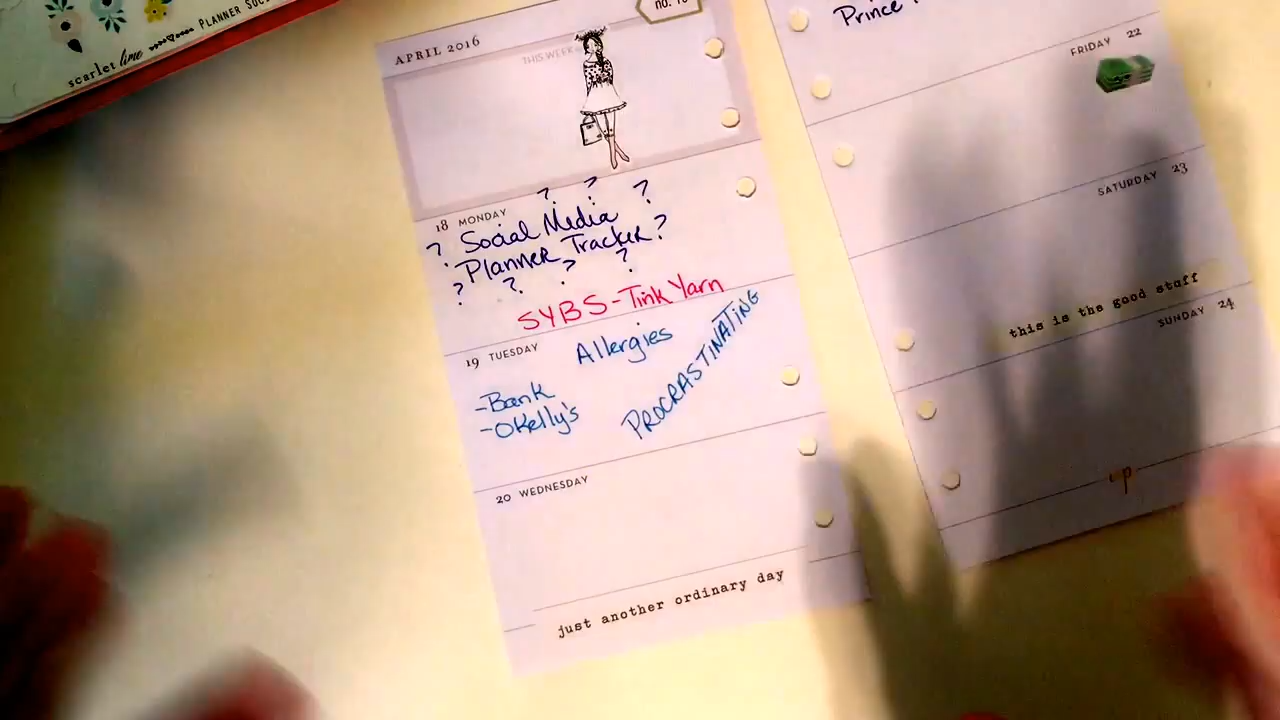 scarlet lime
PLANNER
APRIL 2016
THIS WEEK
no.
18 MONDAY
? ? ?
? Social Media
Planner Tracker?
? ? ? ?
SYBS-Tink Yarn
19 TUESDAY
Allergies
-Bank
-OKelly's
PROCRASTINATING
20 WEDNESDAY
just another ordinary day
Prince
FRIDAY 22
SATURDAY 23
this is the good stuff
SUNDAY 24